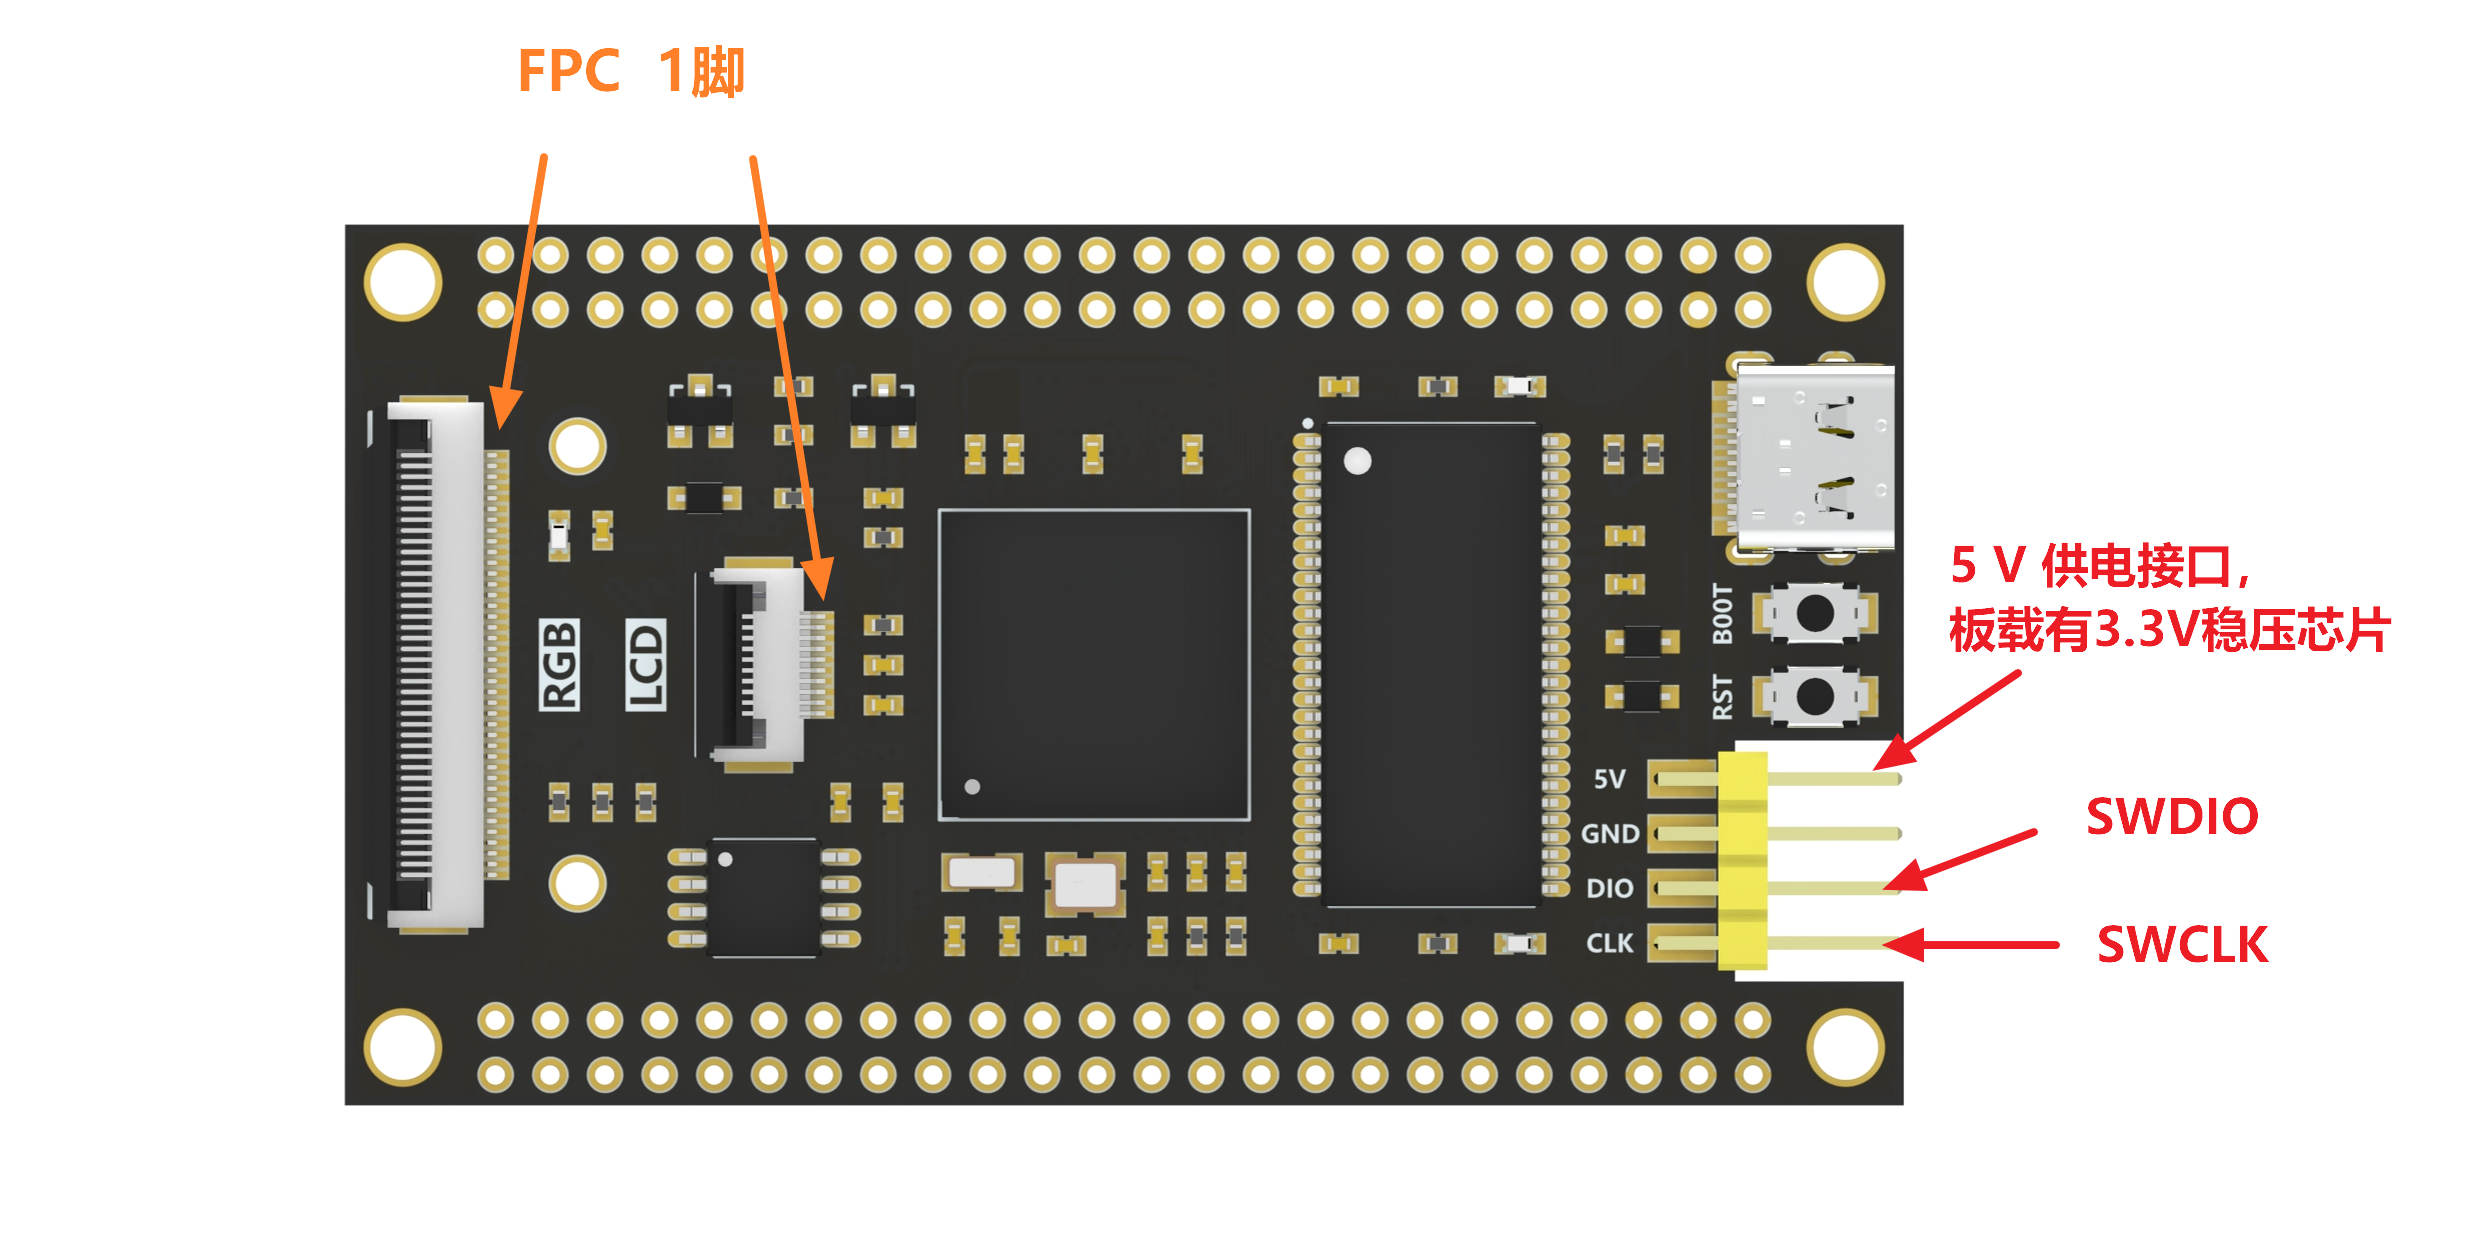 FPC 1脚
5 V 供电接口，
板载有3.3V稳压芯片
SWDIO
SWCLK
RGB
LCD
B00T
RST
5V
GND
DIO
CLK